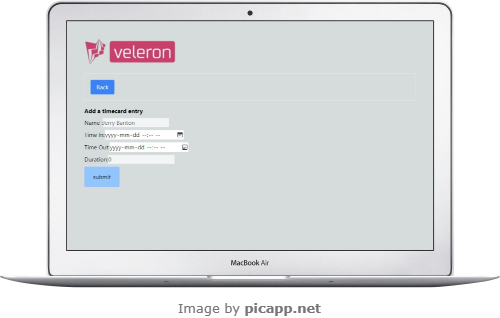 veleron
Back
Add a timecard entry
Name Jerry Banton
Time In yyyy-mm-dd --:-- --
Time Out yyyy-mm-dd --:-- --
Duration 0
submit
MacBook Air
Image by picapp.net